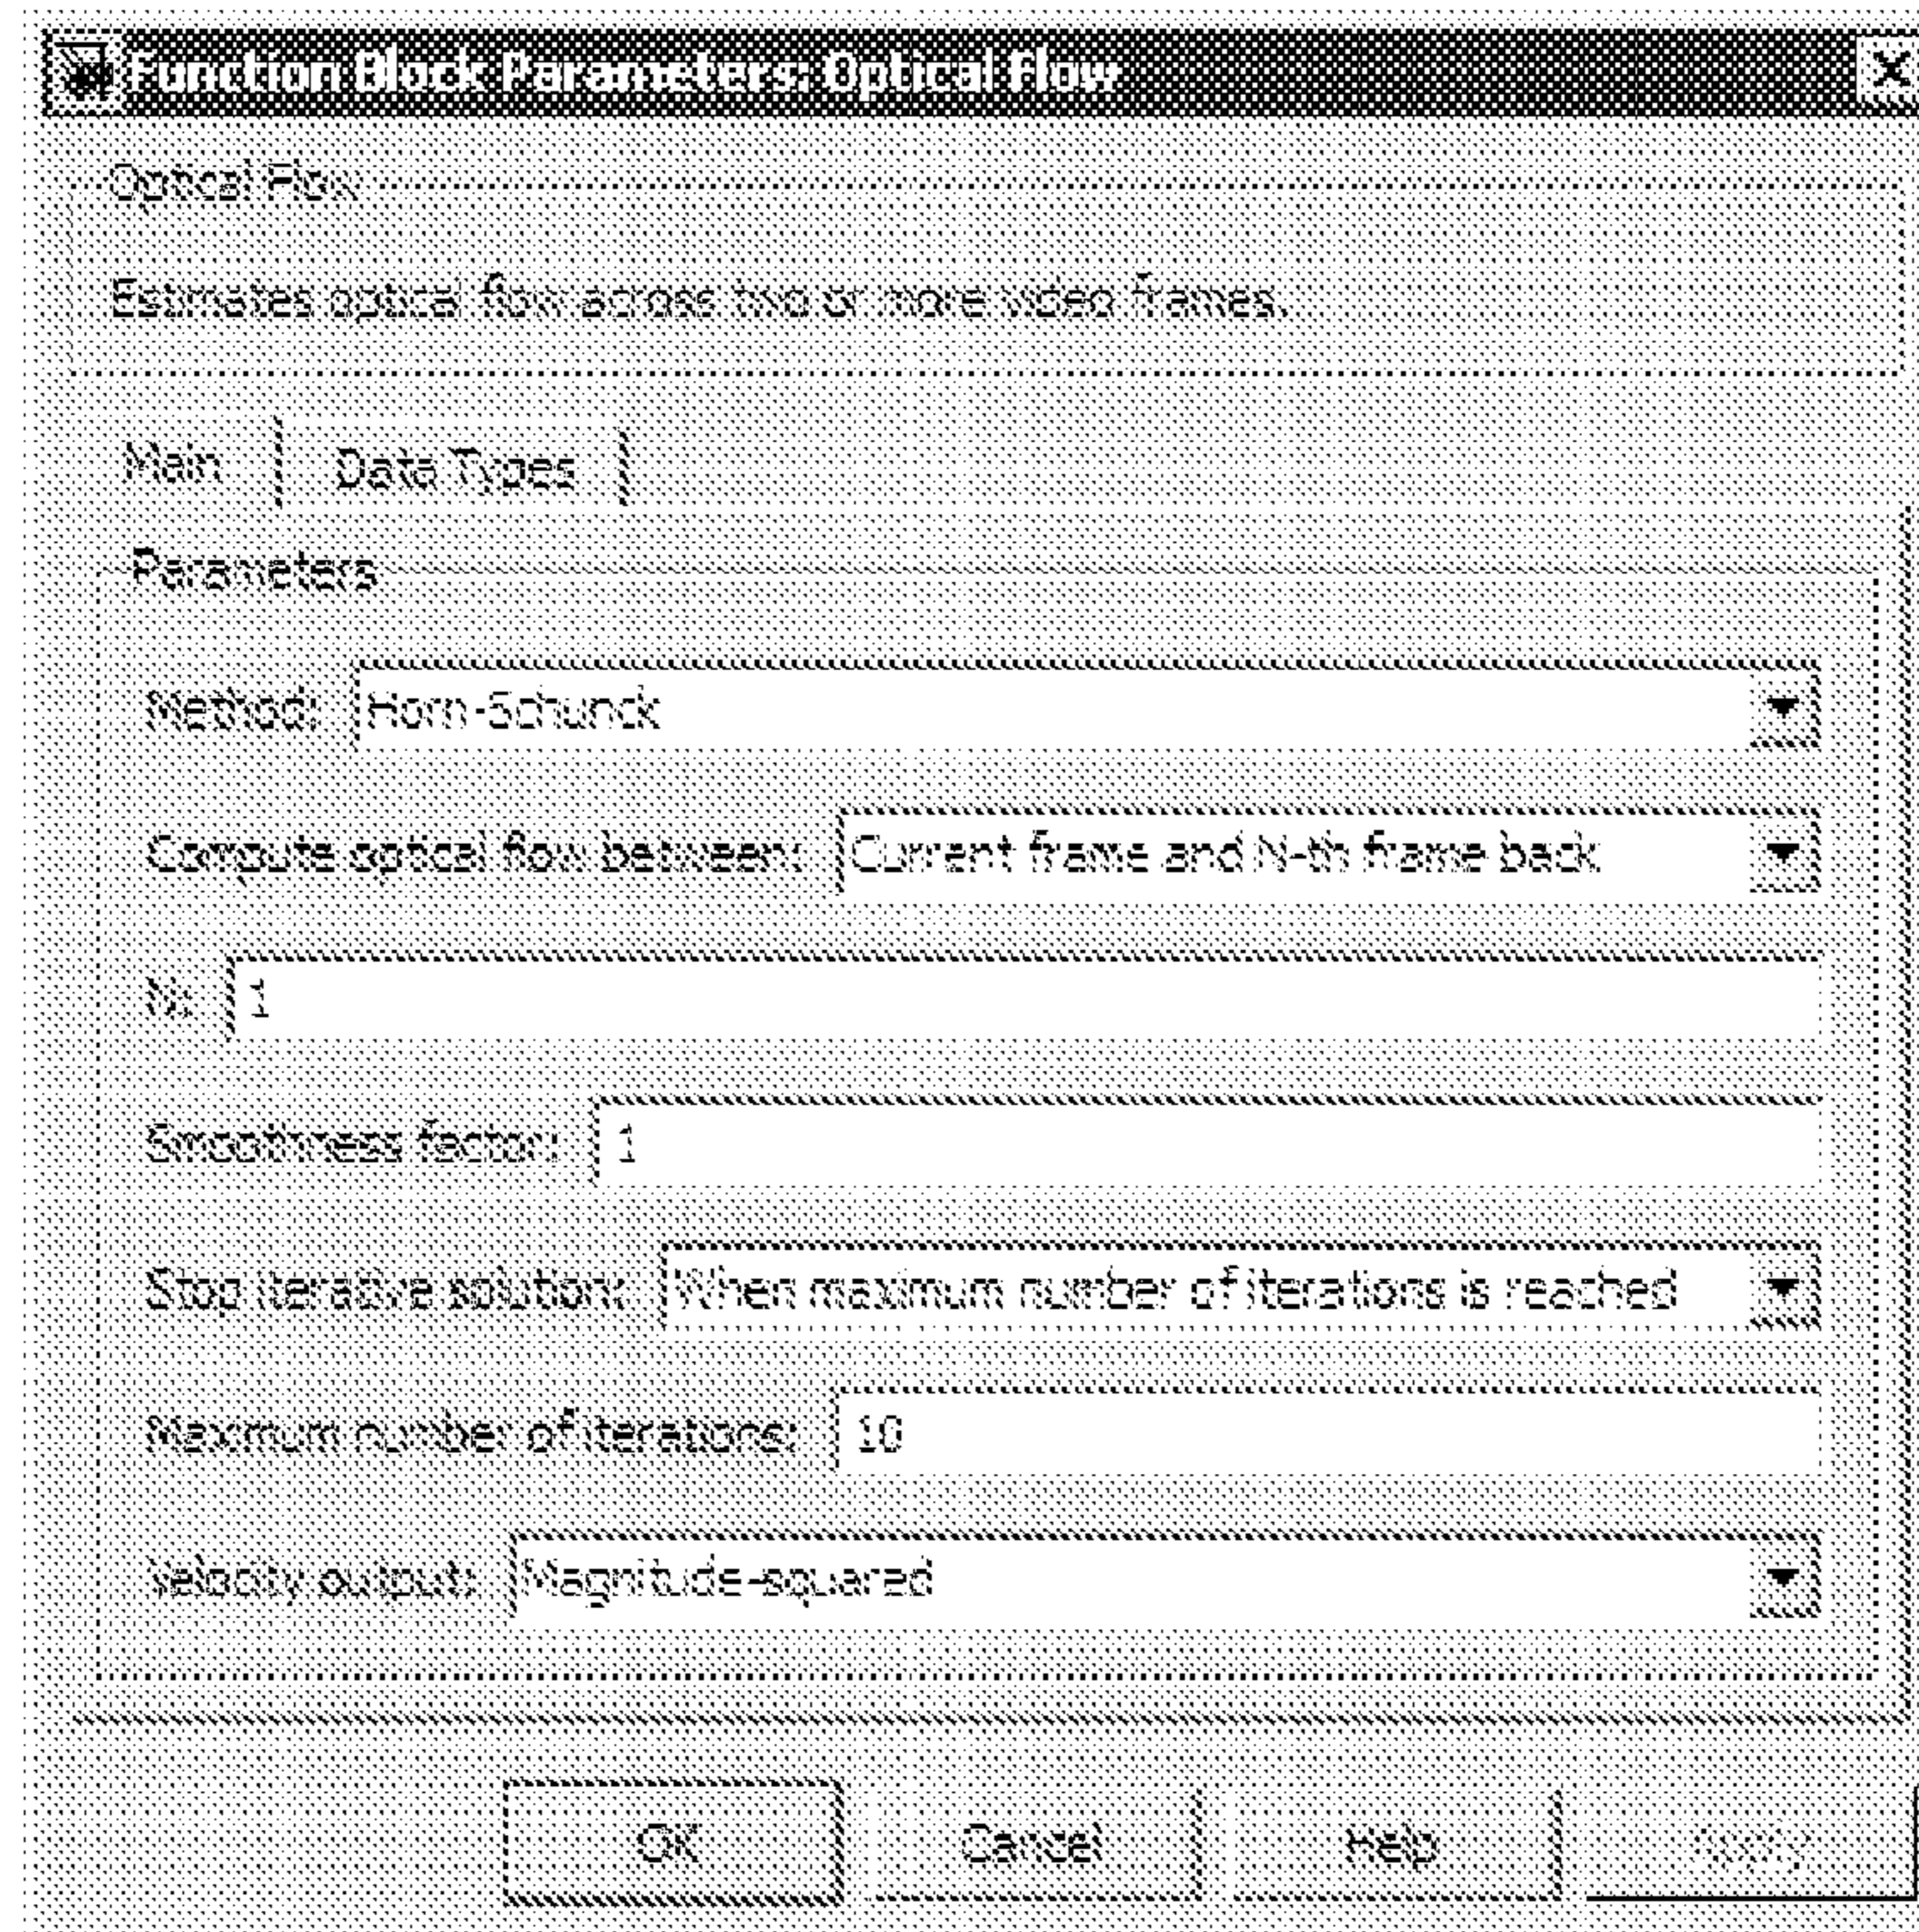 Function Block Parameters: Optical Flow
Optical Flow
Estimates optical flow across two or more video frames.
Main Data Types
Parameters
Method: Horn-Schunck
Compute optical flow between: Current frame and N-th frame back
N: 1
Smoothness factor: 1
Stop iterative solution: When maximum number of iterations is reached
Maximum number of iterations: 10
Velocity output: Magnitude-squared
OK Cancel Help Apply